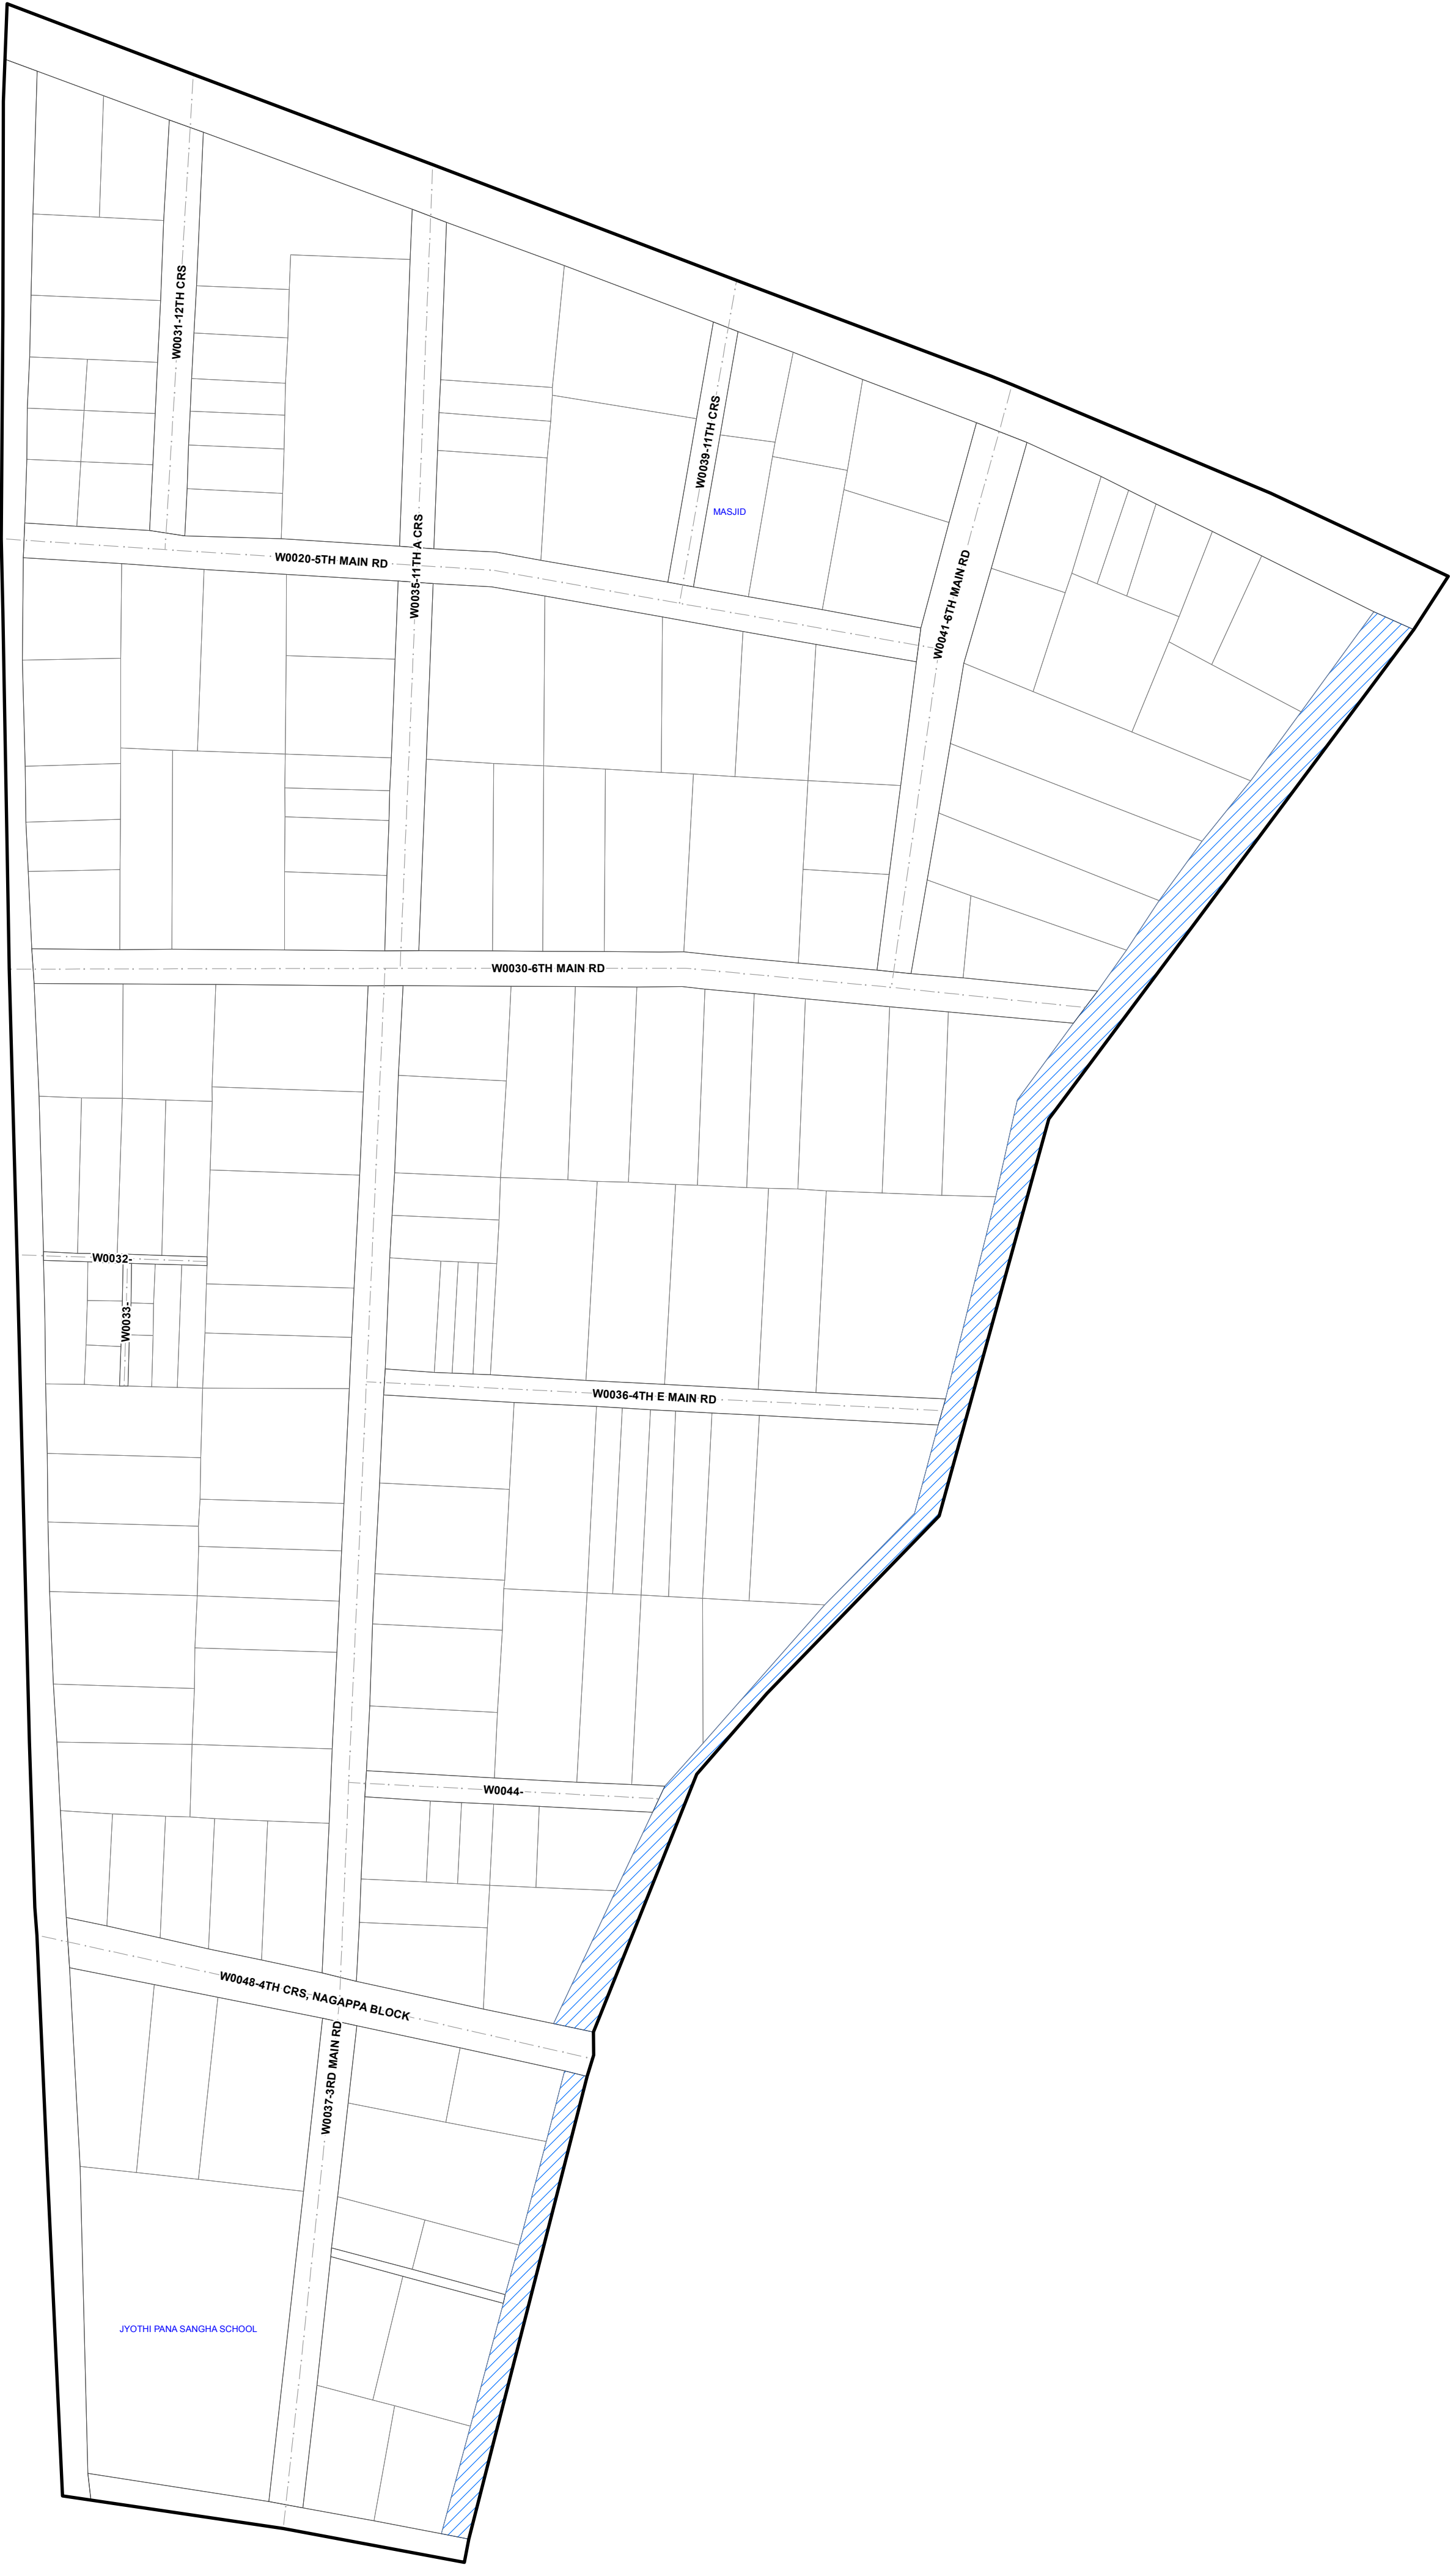 W0031-12TH CRS
W0039-11TH CRS
MASJID
W0020-5TH MAIN RD
W0035-11TH A CRS
W0041-6TH MAIN RD
W0030-6TH MAIN RD
W0032-
W0033-
W0036-4TH E MAIN RD
W0044-
W0048-4TH CRS, NAGAPPA BLOCK
W0037-3RD MAIN RD
JYOTHI PANA SANGHA SCHOOL